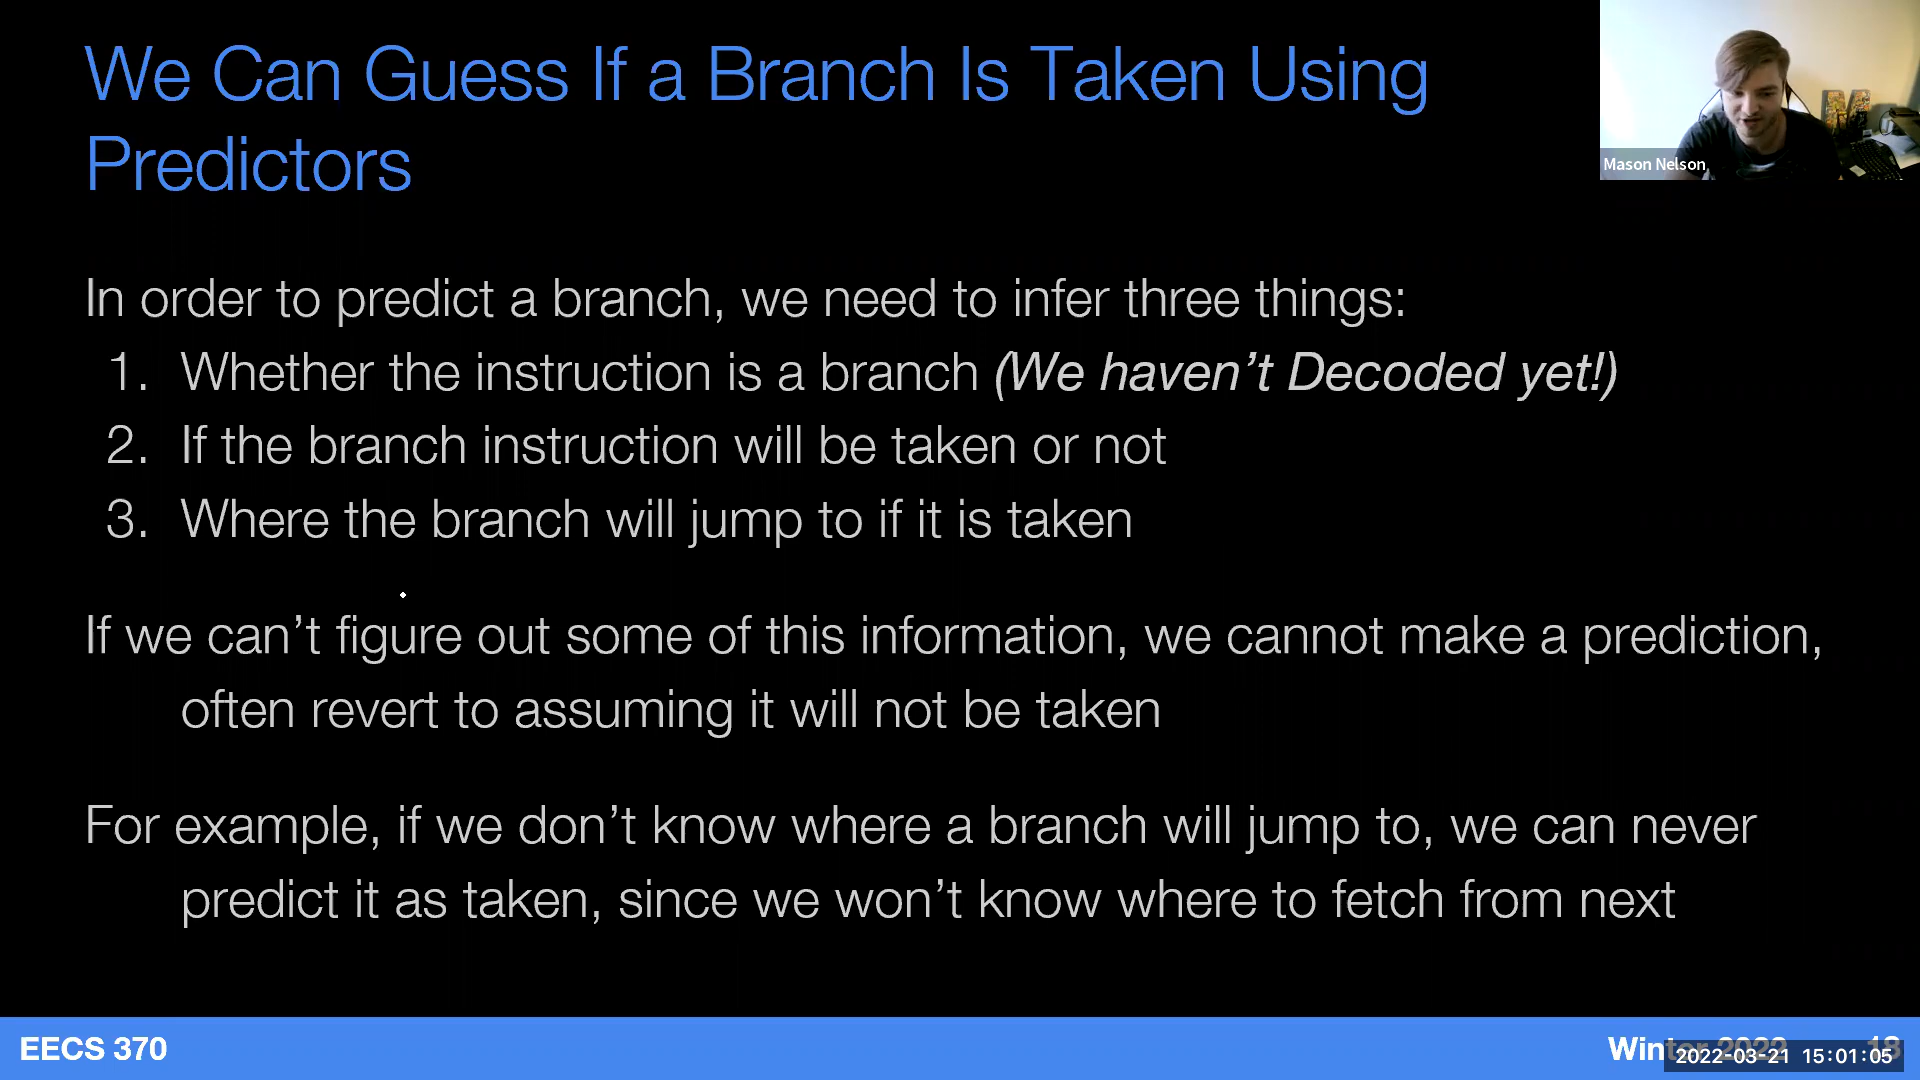 We Can Guess If a Branch Is Taken Using
Predictors
Mason Nelson
In order to predict a branch, we need to infer three things:
1. Whether the instruction is a branch (We haven’t Decoded yet!)
2. If the branch instruction will be taken or not
3. Where the branch will jump to if it is taken
If we can’t figure out some of this information, we cannot make a prediction,
often revert to assuming it will not be taken
For example, if we don’t know where a branch will jump to, we can never
predict it as taken, since we won’t know where to fetch from next
EECS 370
Winter 2022 18
2022-03-21 15:01:05